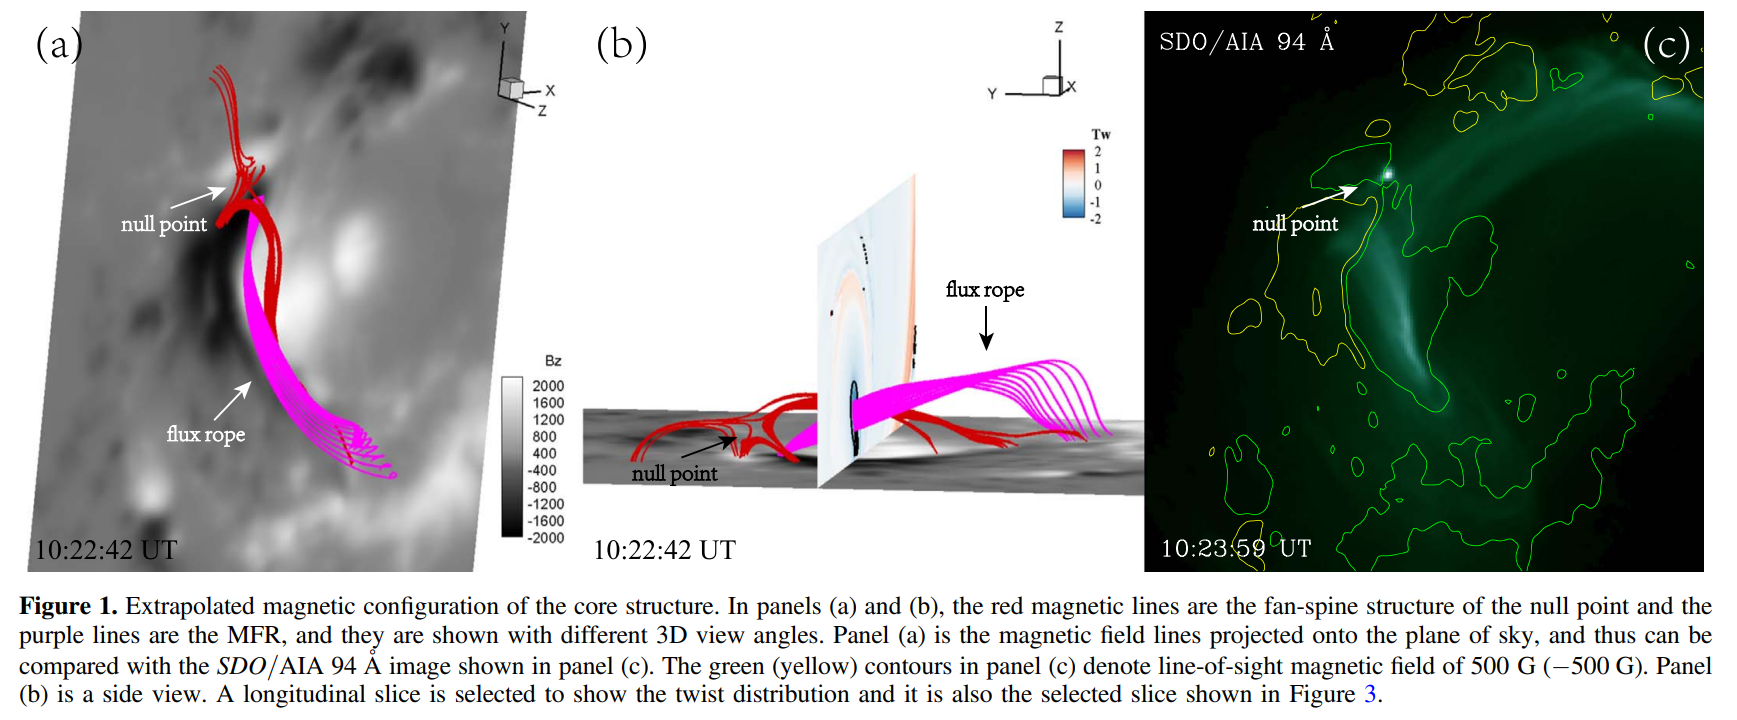 (a)
Y
X
Z
null point
flux rope
Bz
2000
1600
1200
800
400
-400
-800
-1200
-1600
-2000
10:22:42 UT
(b)
Z
Y
X
Tw
2
1
0
-1
-2
flux rope
null point
10:22:42 UT
SDO/AIA 94 Å
(c)
null point
10:23:59 UT
Figure 1. Extrapolated magnetic configuration of the core structure. In panels (a) and (b), the red magnetic lines are the fan-spine structure of the null point and the
purple lines are the MFR, and they are shown with different 3D view angles. Panel (a) is the magnetic field lines projected onto the plane of sky, and thus can be
compared with the SDO/AIA 94 Å image shown in panel (c). The green (yellow) contours in panel (c) denote line-of-sight magnetic field of 500 G (−500 G). Panel
(b) is a side view. A longitudinal slice is selected to show the twist distribution and it is also the selected slice shown in Figure 3.